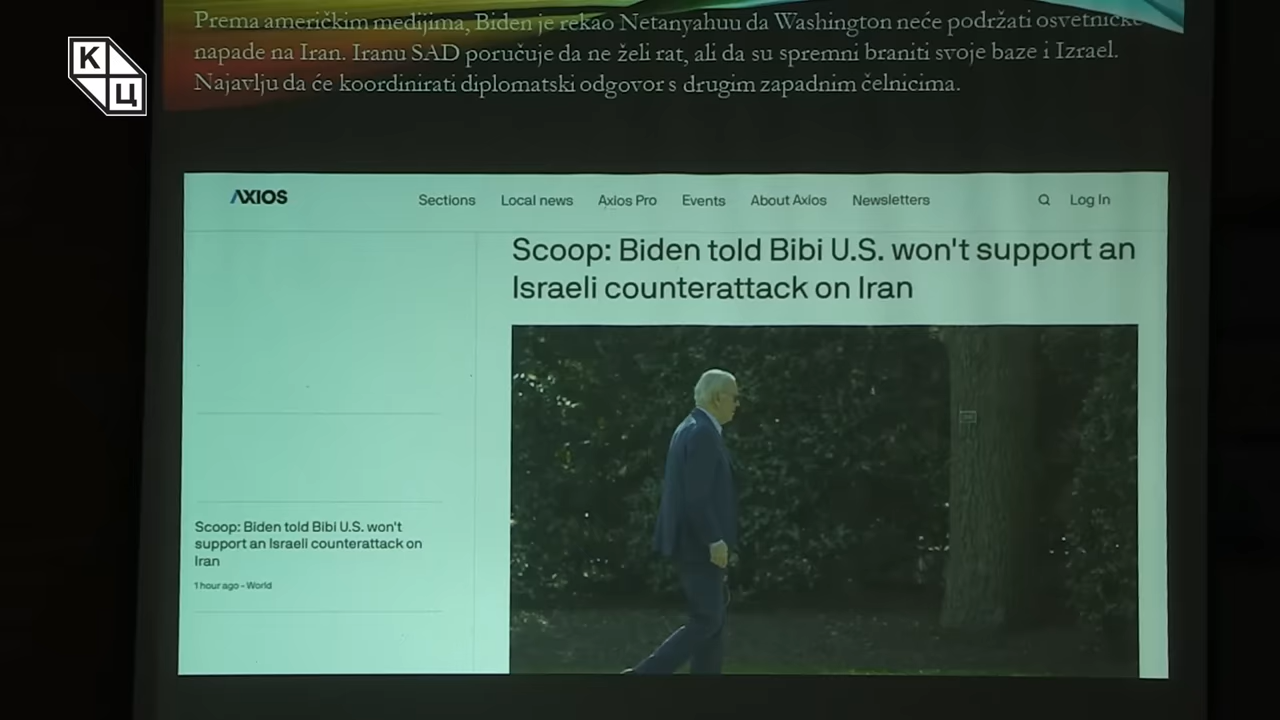 Prema američkim medijima, Biden je rekao Netanyahuu da Washington neće podržati osvetničke
napade na Iran. Iranu SAD poručuje da ne želi rat, ali da su spremni braniti svoje baze i Izrael.
Najavlju da će koordinirati diplomatski odgovor s drugim zapadnim čelnicima.
К
Ц
AXIOS Sections Local news Axios Pro Events About Axios Newsletters Log In
Scoop: Biden told Bibi U.S. won't support an
Israeli counterattack on Iran
Scoop: Biden told Bibi U.S. won't
support an Israeli counterattack on
Iran
1 hour ago - World